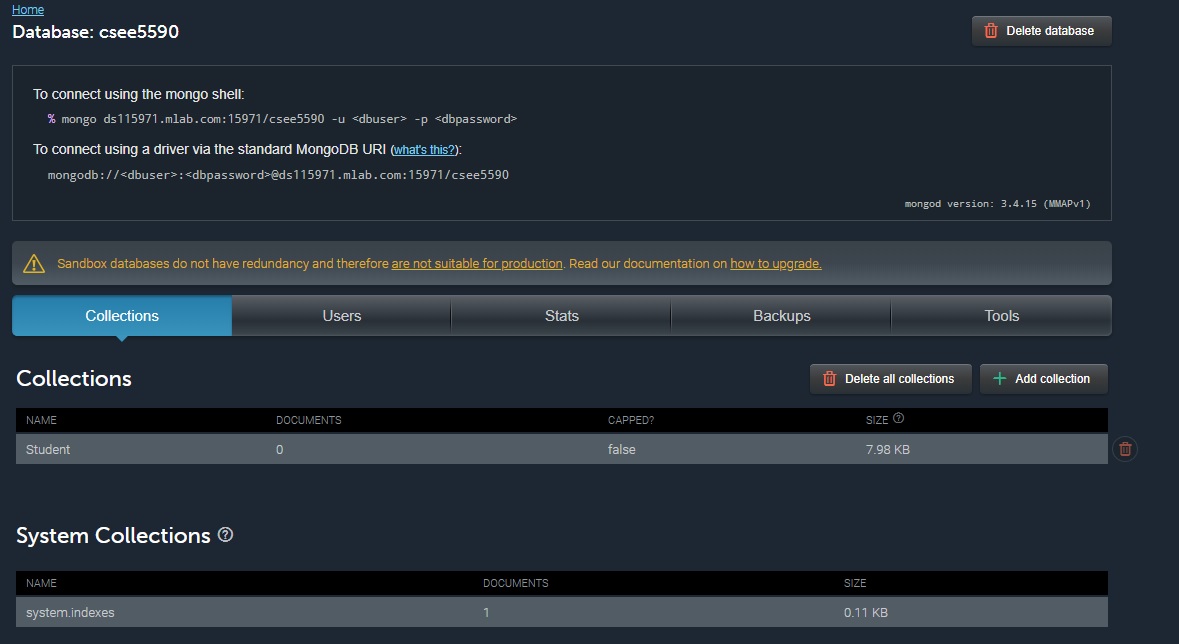 Home
Database: csee5590
Delete database
To connect using the mongo shell:
% mongo ds115971.mlab.com:15971/csee5590 -u <dbuser> -p <dbpassword>
To connect using a driver via the standard MongoDB URI (what's this?):
mongodb://<dbuser>:<dbpassword>@ds115971.mlab.com:15971/csee5590
mongod version: 3.4.15 (MMAPv1)
Sandbox databases do not have redundancy and therefore are not suitable for production. Read our documentation on how to upgrade.
Collections Users Stats Backups Tools
Collections
Delete all collections
Add collection
NAME DOCUMENTS CAPPED? SIZE ?
Student 0 false 7.98 KB
System Collections ?
NAME DOCUMENTS SIZE
system.indexes 1 0.11 KB